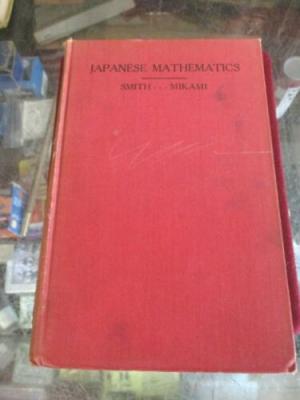 JAPANESE MATHEMATICS
SMITH . . . MIKAMI